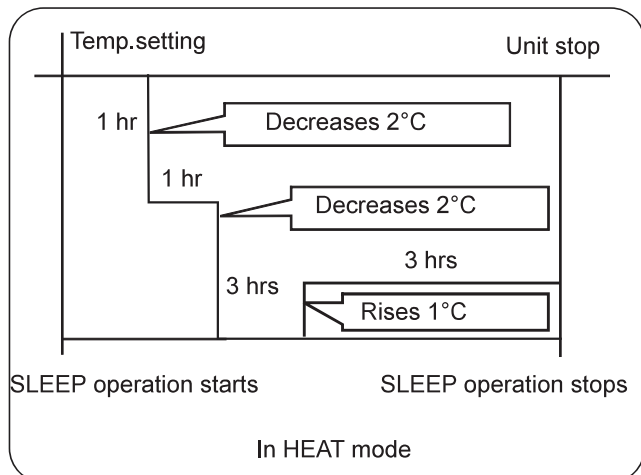 Temp.setting
Unit stop
1 hr
Decreases 2°C
1 hr
Decreases 2°C
3 hrs
3 hrs
Rises 1°C
SLEEP operation starts
SLEEP operation stops
In HEAT mode